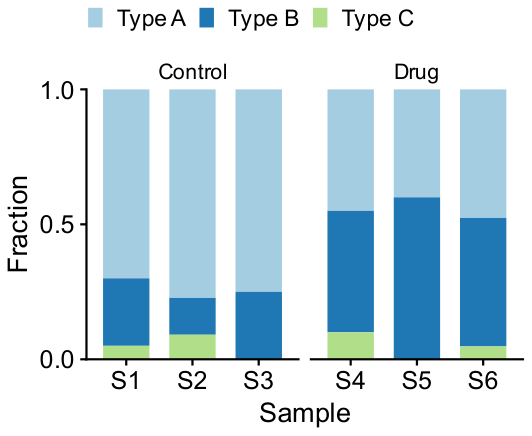 Type A Type B Type C
Control Drug
1.0
0.5
0.0
Fraction
S1 S2 S3 S4 S5 S6
Sample